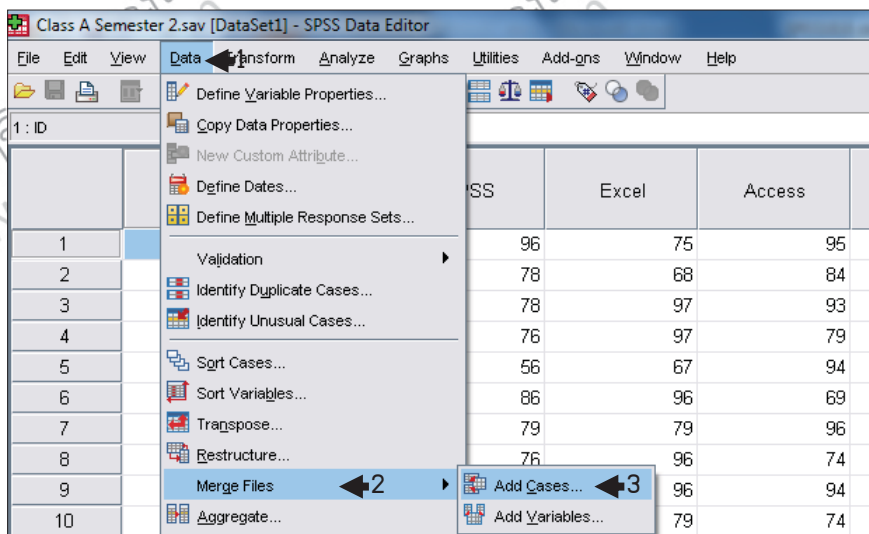 Class A Semester 2.sav [DataSet1] - SPSS Data Editor
File Edit View Data 1 Transform Analyze Graphs Utilities Add-ons Window Help
1 : ID
Define Variable Properties...
Copy Data Properties...
New Custom Attribute...
Define Dates...
Define Multiple Response Sets...
Validation
Identify Duplicate Cases...
Identify Unusual Cases...
Sort Cases...
Sort Variables...
Transpose...
Restructure...
Merge Files 2
Aggregate...
Add Cases... 3
Add Variables...
PSS Excel Access
1 96 75 95
2 78 68 84
3 78 97 93
4 76 97 79
5 56 67 94
6 86 96 69
7 79 79 96
8 76 96 74
9 96 94
10 79 74